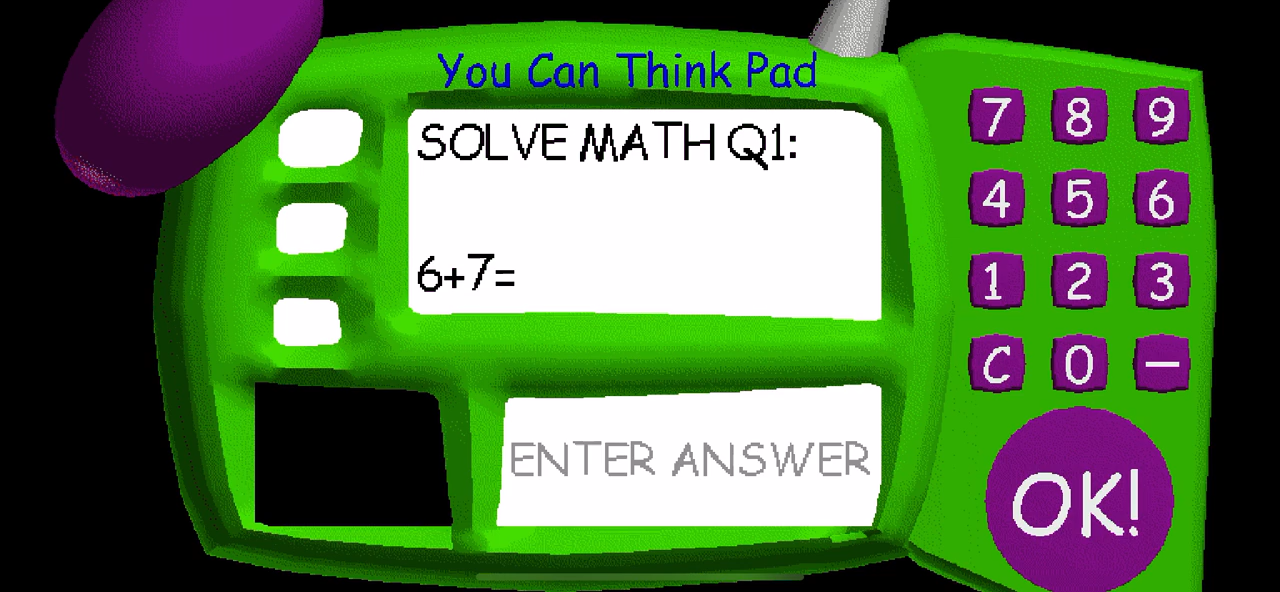 You Can Think Pad
SOLVE MATH Q1:
6+7=
ENTER ANSWER
7 8 9
4 5 6
1 2 3
C 0 −
OK!